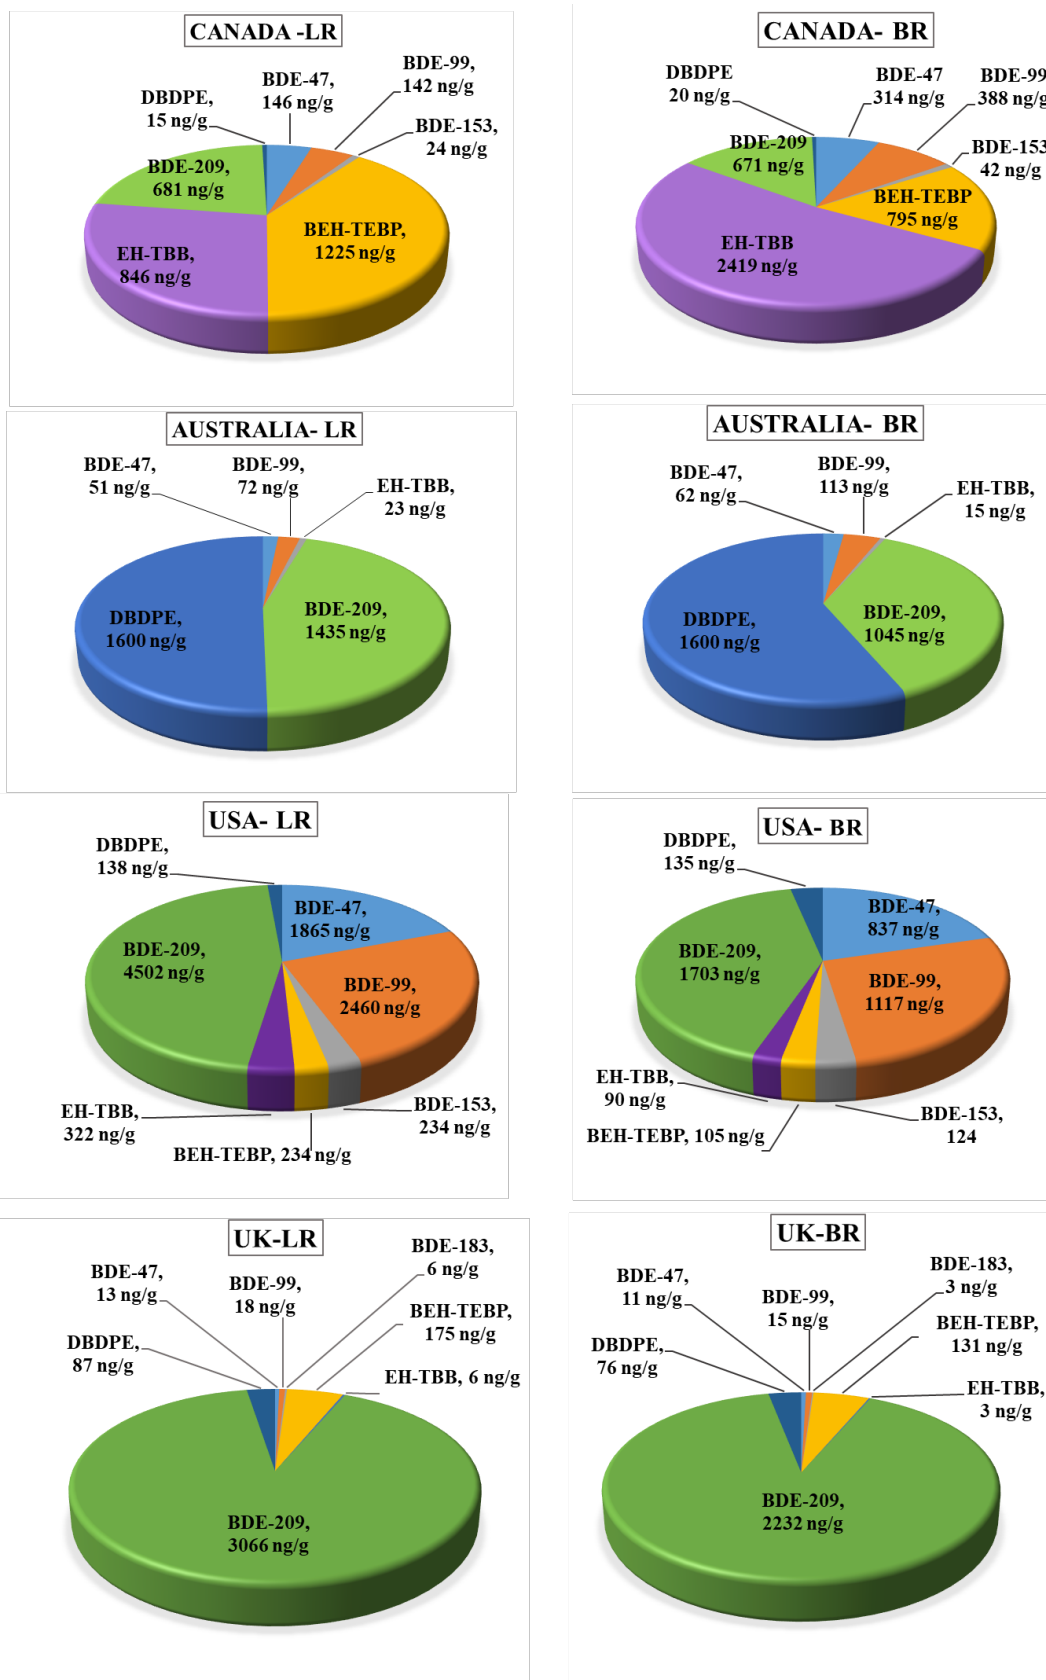 CANADA -LR
BDE-47,
146 ng/g
BDE-99,
142 ng/g
DBDPE,
15 ng/g
BDE-153,
24 ng/g
BDE-209,
681 ng/g
BEH-TEBP,
1225 ng/g
EH-TBB,
846 ng/g
CANADA- BR
DBDPE
20 ng/g
BDE-47
314 ng/g
BDE-99
388 ng/g
BDE-153
42 ng/g
BDE-209
671 ng/g
BEH-TEBP
795 ng/g
EH-TBB
2419 ng/g
AUSTRALIA- LR
BDE-47,
51 ng/g
BDE-99,
72 ng/g
EH-TBB,
23 ng/g
DBDPE,
1600 ng/g
BDE-209,
1435 ng/g
AUSTRALIA- BR
BDE-47,
62 ng/g
BDE-99,
113 ng/g
EH-TBB,
15 ng/g
DBDPE,
1600 ng/g
BDE-209,
1045 ng/g
USA- LR
DBDPE,
138 ng/g
BDE-47,
1865 ng/g
BDE-209,
4502 ng/g
BDE-99,
2460 ng/g
EH-TBB,
322 ng/g
BEH-TEBP, 234 ng/g
BDE-153,
234 ng/g
USA- BR
DBDPE,
135 ng/g
BDE-47,
837 ng/g
BDE-209,
1703 ng/g
BDE-99,
1117 ng/g
EH-TBB,
90 ng/g
BEH-TEBP, 105 ng/g
BDE-153,
124
UK-LR
BDE-47,
13 ng/g
BDE-99,
18 ng/g
BDE-183,
6 ng/g
BEH-TEBP,
175 ng/g
DBDPE,
87 ng/g
EH-TBB, 6 ng/g
BDE-209,
3066 ng/g
UK-BR
BDE-47,
11 ng/g
BDE-99,
15 ng/g
BDE-183,
3 ng/g
BEH-TEBP,
131 ng/g
DBDPE,
76 ng/g
EH-TBB,
3 ng/g
BDE-209,
2232 ng/g